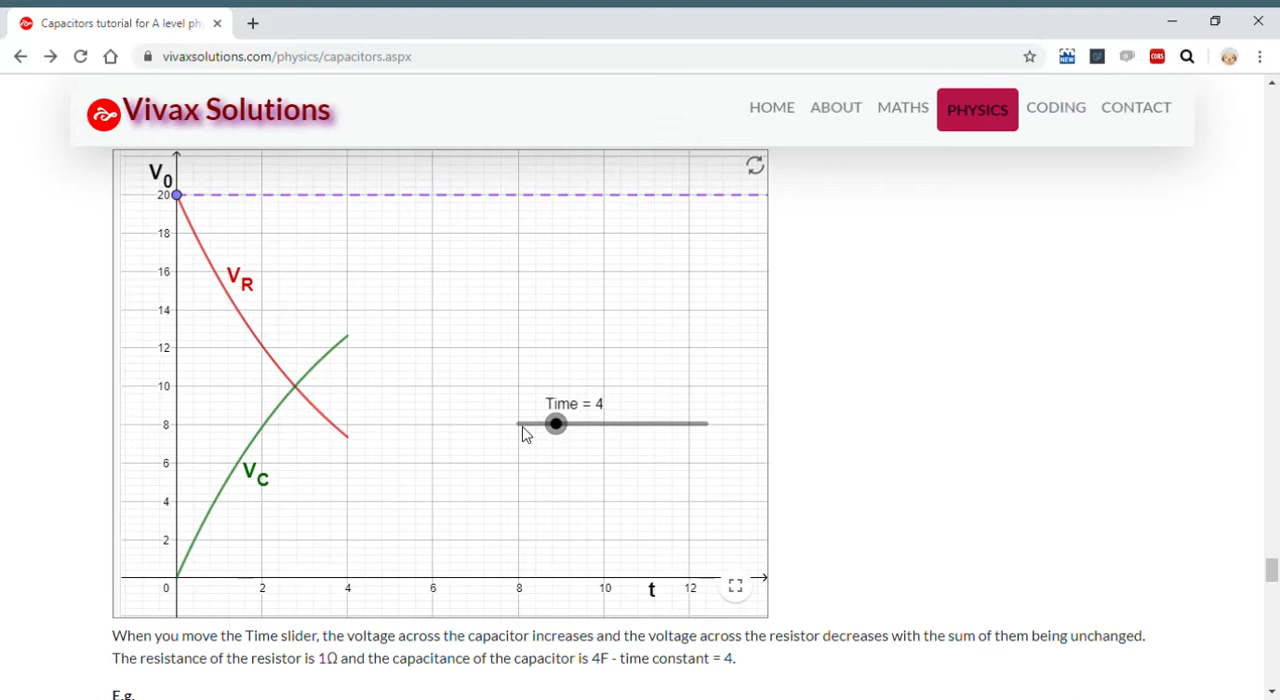 Capacitors tutorial for A level ph
vivaxsolutions.com/physics/capacitors.aspx
NEW
CORS
Vivax Solutions
HOME ABOUT MATHS PHYSICS CODING CONTACT
V0
20
18
VR
16
14
12
10
Time = 4
8
6
VC
4
2
0 2 4 6 8 10 t 12
When you move the Time slider, the voltage across the capacitor increases and the voltage across the resistor decreases with the sum of them being unchanged.
The resistance of the resistor is 1Ω and the capacitance of the capacitor is 4F - time constant = 4.
E.g.